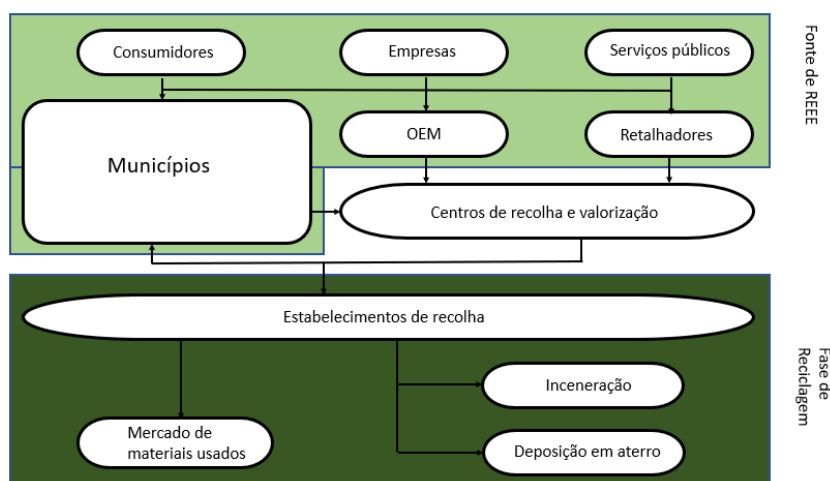 Consumidores
Empresas
Serviços públicos
Fonte de REEE
Municípios
OEM
Retalhadores
Centros de recolha e valorização
Estabelecimentos de recolha
Fase de
Reciclagem
Inceneração
Mercado de
materiais usados
Deposição em aterro